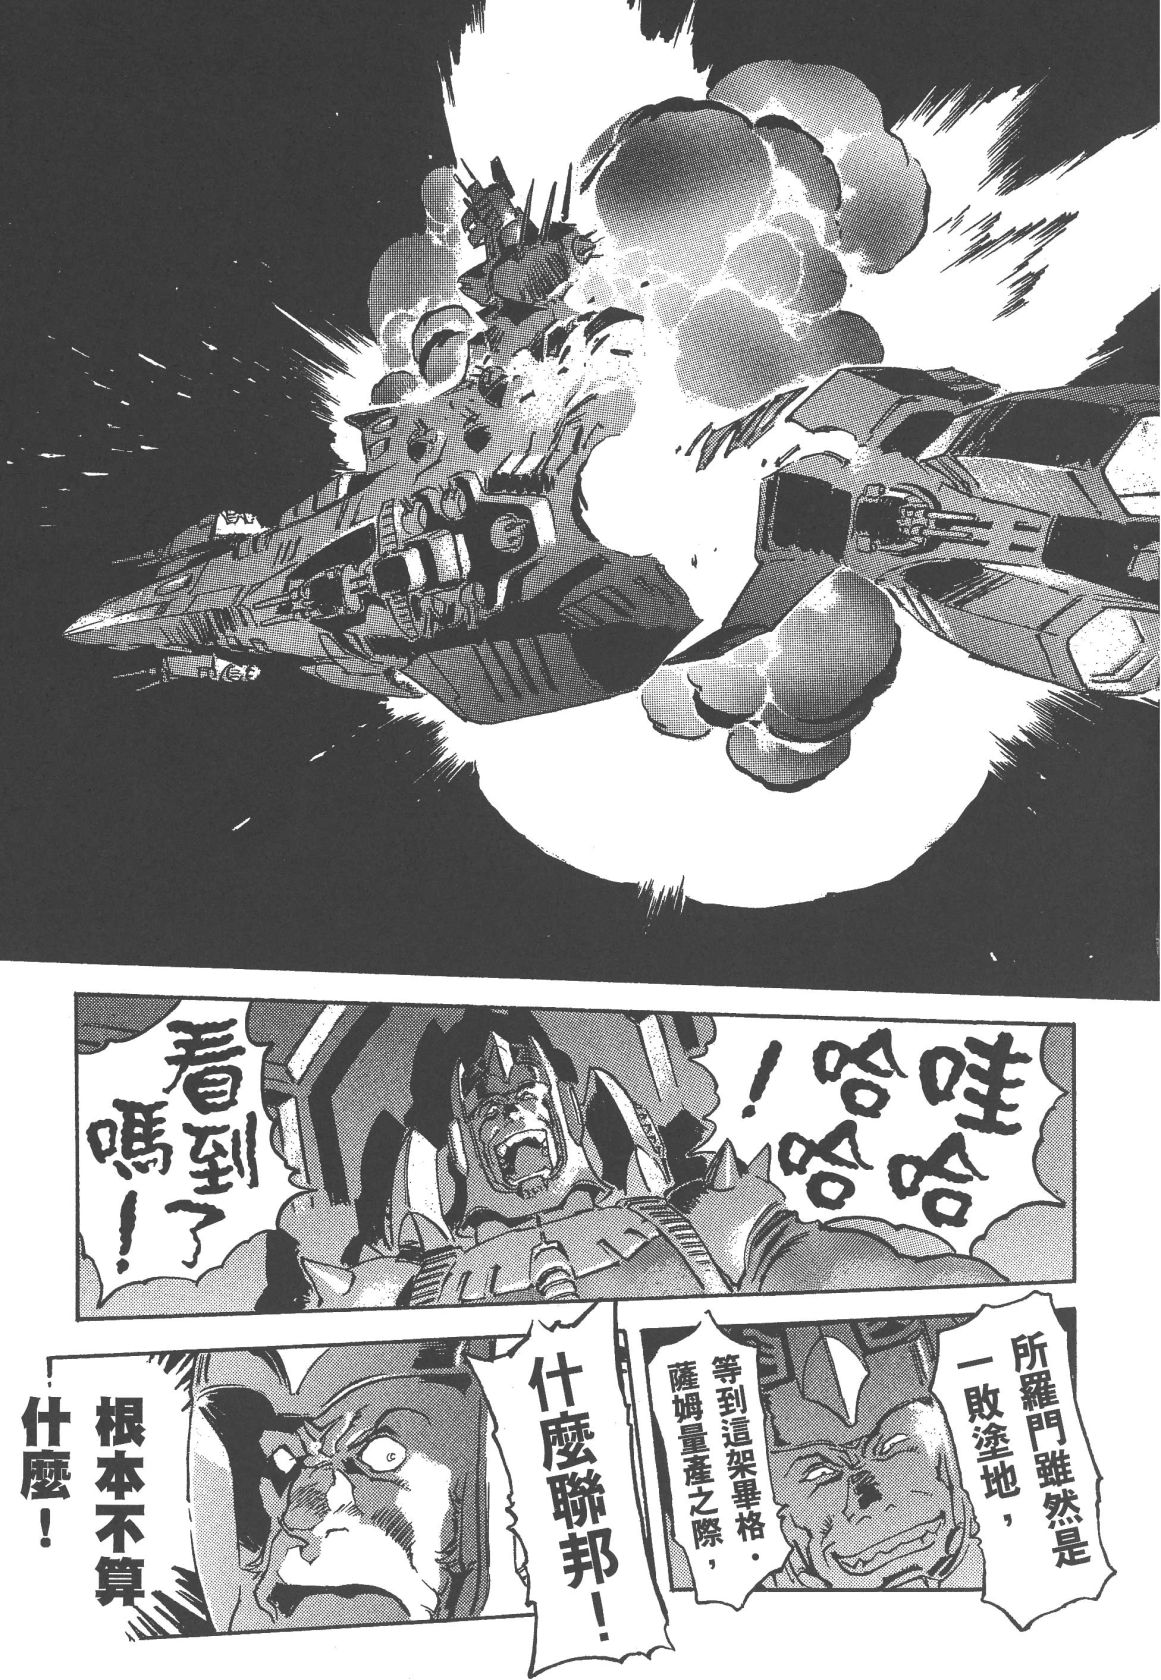 哇哈哈
哈哈！
看到了
嗎！
所羅門雖然是
一敗塗地，
等到這架畢格．
薩姆量產之際，
什麼聯邦！
根本不算
什麼！